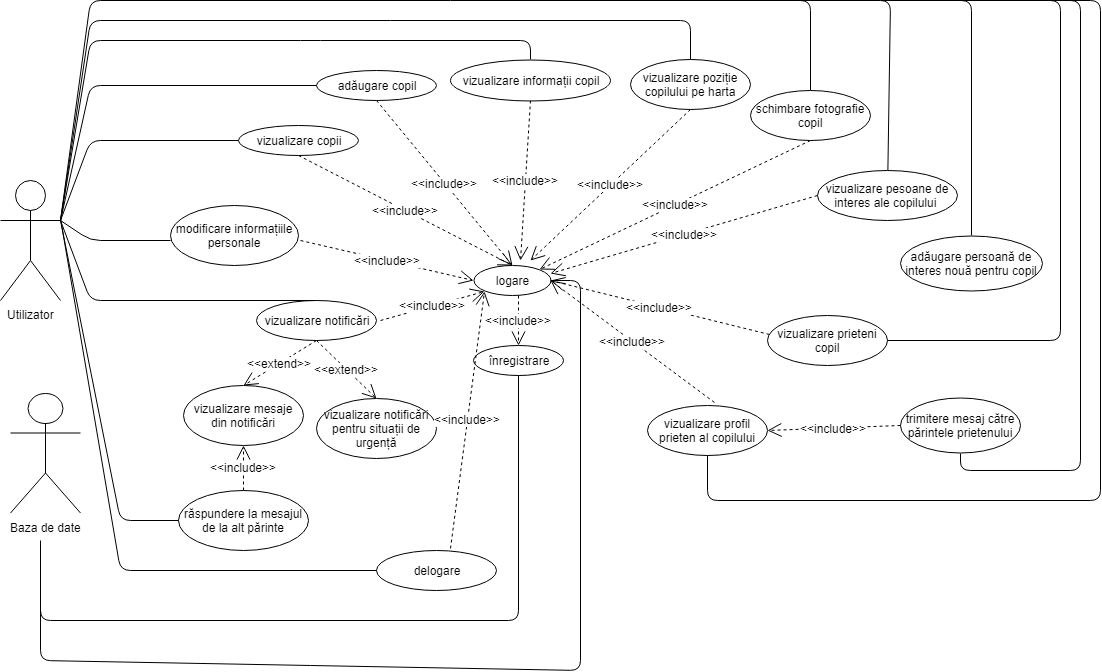 adăugare copil
vizualizare informații copil
vizualizare poziție
copilului pe harta
schimbare fotografie
copil
vizualizare copii
<<include>>
<<include>>
<<include>>
<<include>>
<<include>>
<<include>>
vizualizare pesoane de
interes ale copilului
modificare informațiile
personale
adăugare persoană de
interes nouă pentru copil
<<include>>
logare
Utilizator
vizualizare notificări
<<include>>
<<include>>
<<include>>
<<include>>
vizualizare prieteni
copil
înregistrare
<<extend>>
<<extend>>
vizualizare mesaje
din notificări
vizualizare notificări
pentru situații de
urgență
<<include>>
vizualizare profil
prieten al copilului
<<include>>
trimitere mesaj către
părintele prietenului
<<include>>
răspundere la mesajul
de la alt părinte
Baza de date
delogare